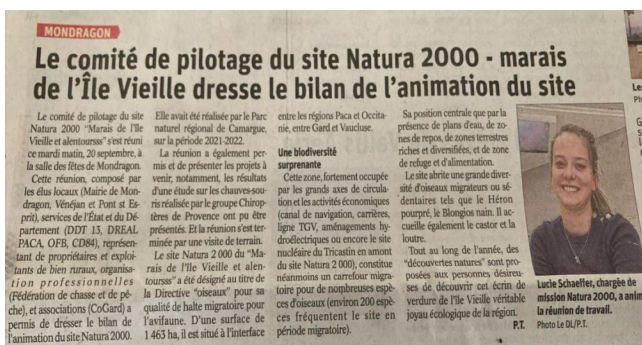 MONDRAGON
Le comité de pilotage du site Natura 2000 - marais
de l'Île Vieille dresse le bilan de l'animation du site
Le comité de pilotage du site
Natura 2000 "Marais de l'Ile
Vieille et alentoursss" s'est réuni
ce mardi matin, 20 septembre, à
la salle des fêtes de Mondragon.
Cette réunion, composé par
les élus locaux (Mairie de Mon-
dragon, Vénéjan et Pont st Es-
prit), services de l'État et du Dé-
partement (DDT 13, DREAL
PACA, OFB, CD84), représen-
tant de propriétaires et exploi-
tants de bien ruraux, organisa-
tion professionnelles
(Fédération de chasse et de pê-
che), et associations (CoGard) a
permis de dresser le bilan de
l'animation du site Natura 2000.
Elle avait été réalisée par le Parc
naturel régional de Camargue,
sur la période 2021-2022.
La réunion a également per-
mis et de présenter les projets à
venir, notamment, les résultats
d'une étude sur les chauves-sou-
ris réalisée par le groupe Chirop-
tères de Provence ont pu être
présentés. Et la réunion s'est ter-
minée par une visite de terrain.
Le site Natura 2000 du "Ma-
rais de l'Ile Vieille et alen-
toursss" a été désigné au titre de
la Directive "oiseaux" pour sa
qualité de halte migratoire pour
l'avifaune. D'une surface de
1 463 ha, il est situé à l'interface
entre les régions Paca et Occita-
nie, entre Gard et Vaucluse.
Une biodiversité
surprenante
Cette zone, fortement occupée
par les grands axes de circula-
tion et les activités économiques
(canal de navigation, carrières,
ligne TGV, aménagements hy-
droélectriques ou encore le site
nucléaire du Tricastin en amont
du site Natura 2 000), constitue
néanmoins un carrefour migra-
toire pour de nombreuses espè-
ces d'oiseaux (environ 200 espè-
ces fréquentent le site en
période migratoire).
Sa position centrale que par la
présence de plans d'eau, de zo-
nes de repos, de zones terrestres
riches et diversifiées, et de zone
de refuge et d'alimentation.
Le site abrite une grande diver-
sité d'oiseaux migrateurs ou sé-
dentaires tels que le Héron
pourpré, le Blongios nain. Il ac-
cueille également le castor et la
loutre.
Tout au long de l'année, des
"découvertes natures" sont pro-
posées aux personnes désireu-
ses de découvrir cet écrin de
verdure de l'Ile Vieille véritable
joyau écologique de la région.
P.T.
Lucie Schaeffer, chargée de
mission Natura 2000, a anim
la réunion de travail.
Photo Le DL/P.T.
Le